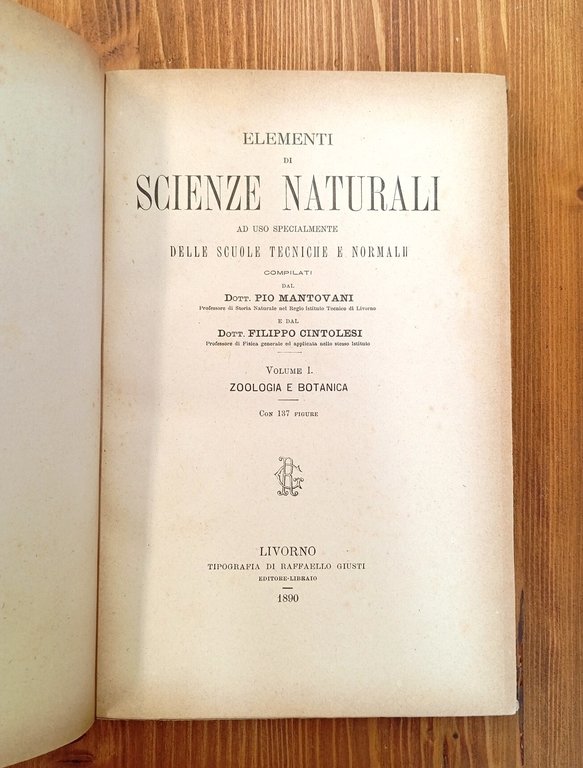 ELEMENTI
DI
SCIENZE NATURALI
AD USO SPECIALMENTE
DELLE SCUOLE TECNICHE E NORMALI
COMPILATI
DAL
DOTT. PIO MANTOVANI
Professore di Storia Naturale nel Regio Istituto Tecnico di Livorno
E DAL
DOTT. FILIPPO CINTOLESI
Professore di Fisica generale ed applicata nello stesso Istituto
VOLUME I.
ZOOLOGIA E BOTANICA
CON 137 FIGURE
LIVORNO
TIPOGRAFIA DI RAFFAELLO GIUSTI
EDITORE-LIBRAIO
1890